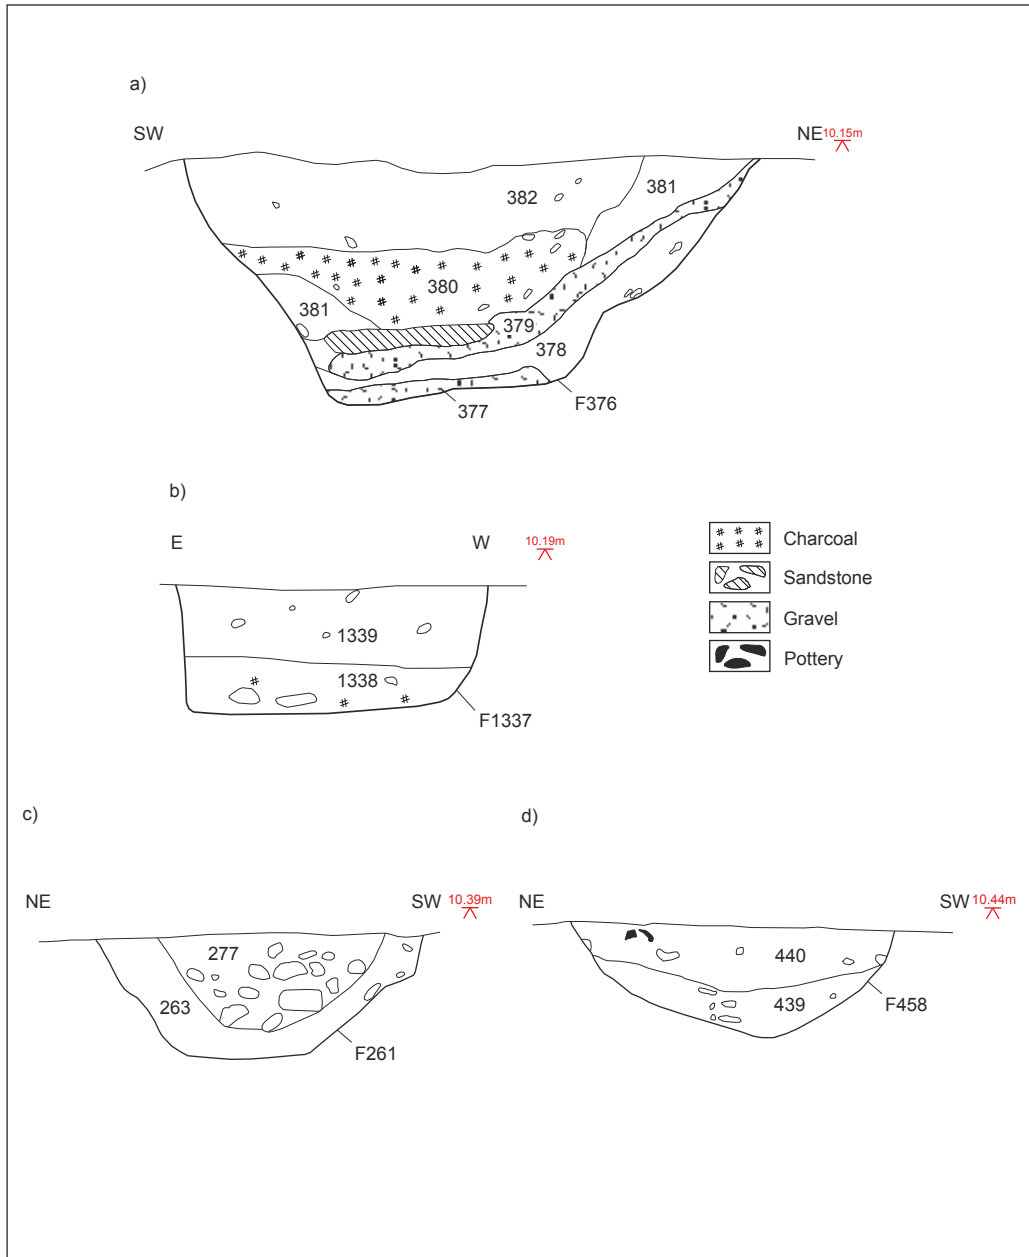 a)
SW
NE 10.15m
382
381
380
381
379
378
377
F376
b)
E
W
10.19m
1339
1338
F1337
Charcoal
Sandstone
Gravel
Pottery
c)
NE
SW 10.39m
277
263
F261
d)
NE
SW 10.44m
440
439
F458